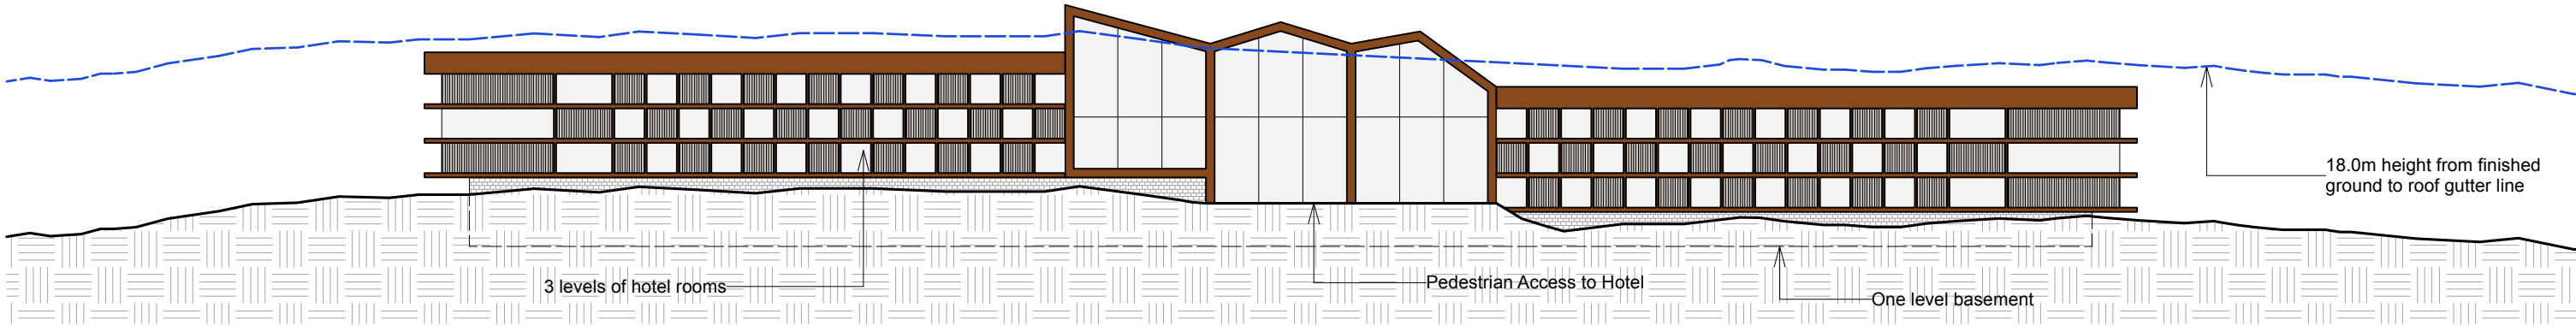 18.0m height from finished
ground to roof gutter line
3 levels of hotel rooms
Pedestrian Access to Hotel
One level basement